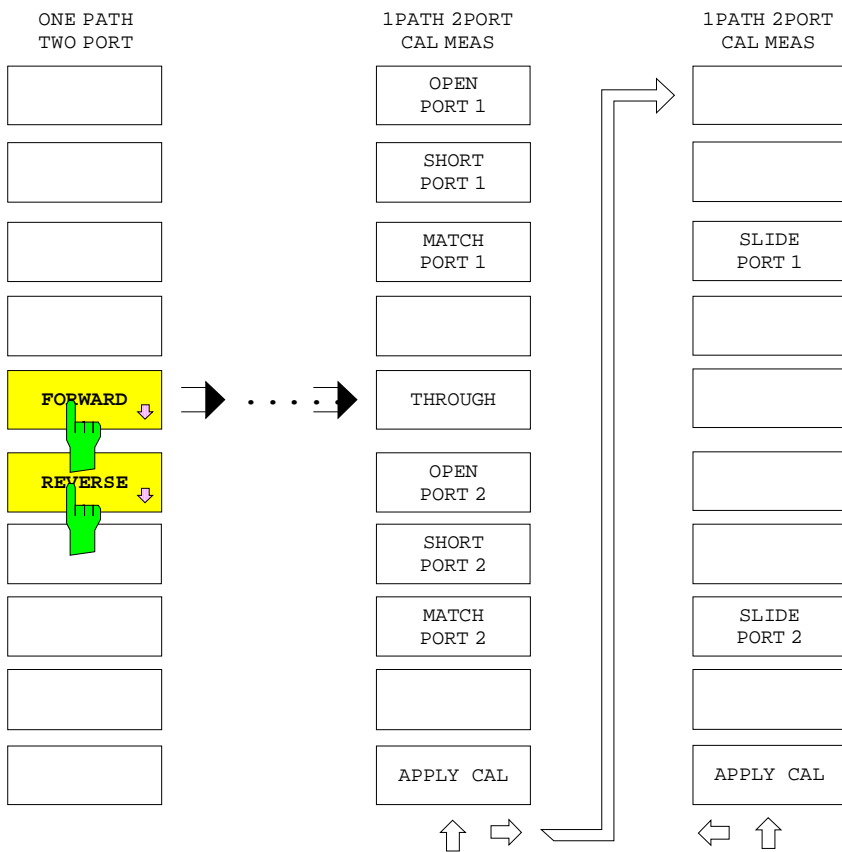 ONE PATH
TWO PORT
FORWARD
REVERSE
1PATH 2PORT
CAL MEAS
OPEN
PORT 1
SHORT
PORT 1
MATCH
PORT 1
THROUGH
OPEN
PORT 2
SHORT
PORT 2
MATCH
PORT 2
APPLY CAL
1PATH 2PORT
CAL MEAS
SLIDE
PORT 1
SLIDE
PORT 2
APPLY CAL